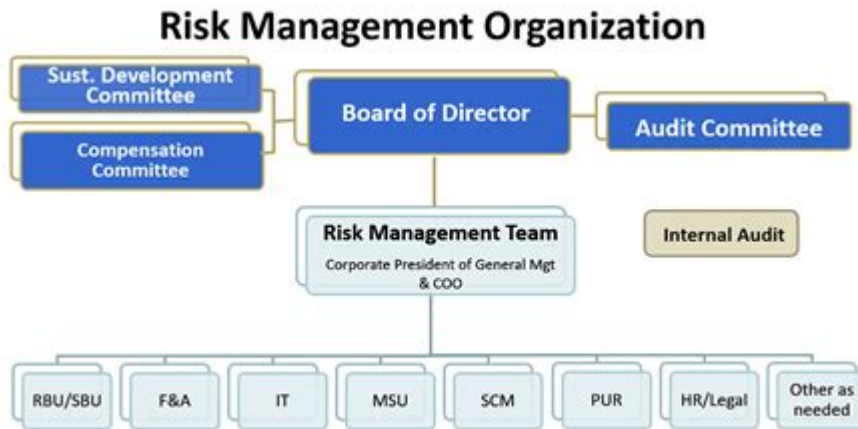 Risk Management Organization
Sust. Development
Committee
Board of Director
Audit Committee
Compensation
Committee
Risk Management Team
Corporate President of General Mgt
& COO
Internal Audit
RBU/SBU
F&A
IT
MSU
SCM
PUR
HR/Legal
Other as
needed